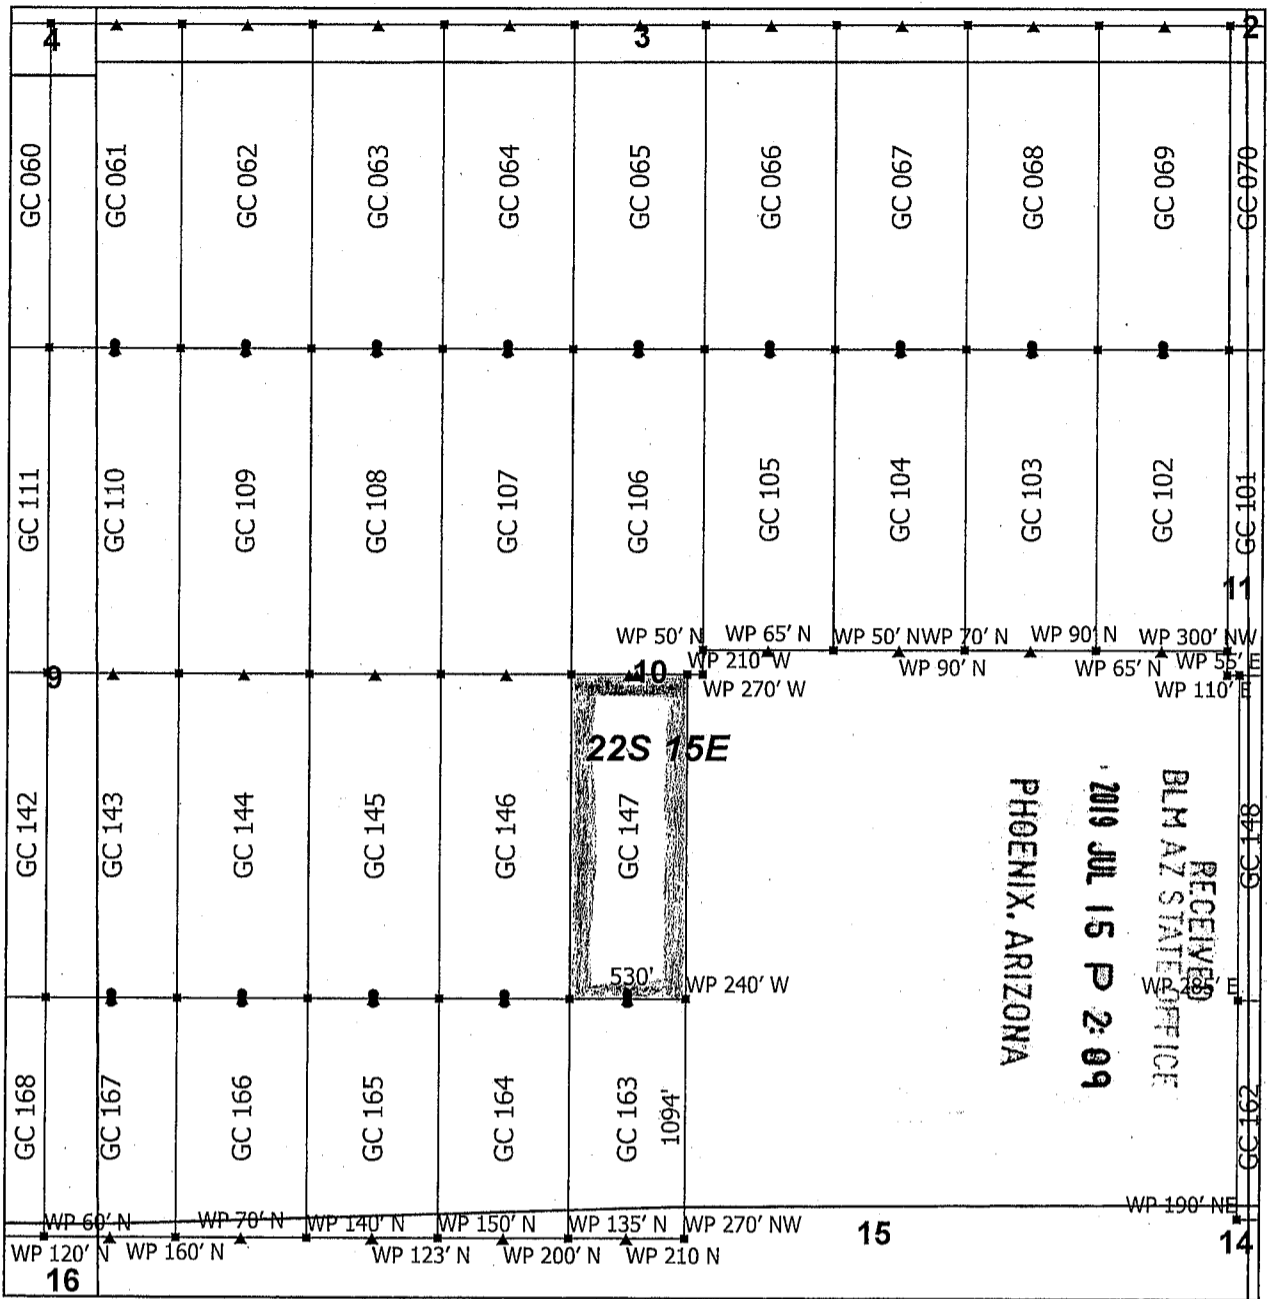 4 3 2
GC 060 GC 061 GC 062 GC 063 GC 064 GC 065 GC 066 GC 067 GC 068 GC 069 GC 070
GC 111 GC 110 GC 109 GC 108 GC 107 GC 106 GC 105 GC 104 GC 103 GC 102 GC 101
11
WP 50' N WP 65' N WP 50' N WP 70' N WP 90' N WP 300' NW
WP 210' W WP 90' N WP 65' N WP 55' E
9 10
WP 270' W WP 110' E
22S 15E
GC 142 GC 143 GC 144 GC 145 GC 146 GC 147 GC 148
RECEIVED
BLM AZ STATE OFFICE
2019 JUL 15 P 2:09
PHOENIX, ARIZONA
530' WP 240' W WP 285' E
GC 168 GC 167 GC 166 GC 165 GC 164 GC 163 1094' GC 162
WP 190' NE
WP 60' N WP 70' N WP 140' N WP 150' N WP 135' N WP 270' NW 15 14
WP 120' N WP 160' N WP 123' N WP 200' N WP 210 N
16